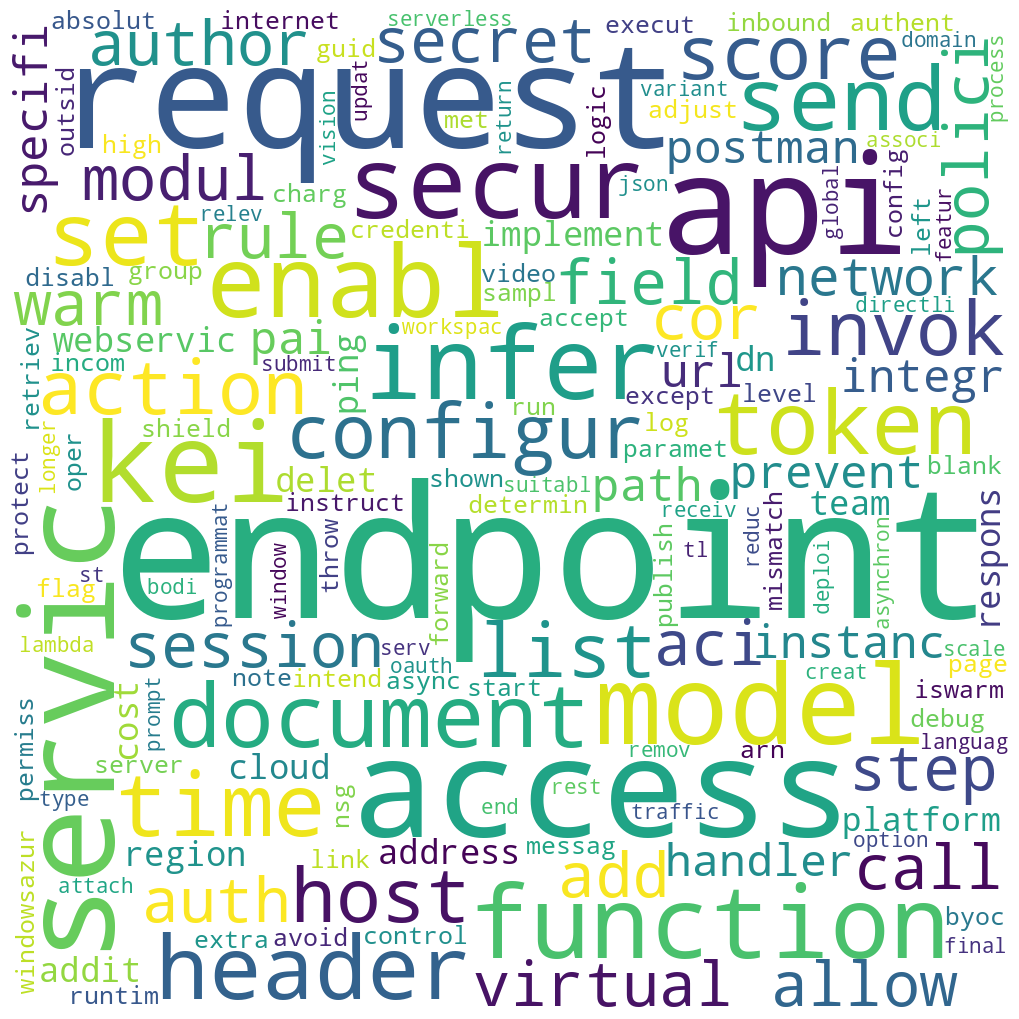 absolut
internet
serverless
execut
inbound
authent
specifi
author
guid
secret
score
domain
outsid
request
updat
variant
send
process
high
vision
met
return
logic
adjust
polici
associ
modul
charg
secur
json
postman
api
global
config
left
featur
set
relev
rule
credenti
implement
disabl
group
enabl
video
sampl
field
network
directli
warm
workspac
accept
cor
invok
webservic
pai
ping
infer
verif
url
dn
integr
retriev
incom
submit
action
run
except
level
token
longer
oper
shield
configur
log
paramet
protect
kei
delet
shown
suitabl
path
prevent
blank
instruct
determin
receiv
team
st
flag
bodi
programmat
window
throw
endpoint
forward
publish
tl
reduc
mismatch
deploi
asynchron
respons
lambda
servic
session
serv
oauth
async
list
aci
instanc
scale
permiss
cost
prompt
note
intend
start
creat
page
document
model
iswarm
debug
languag
server
cloud
remov
arn
step
type
time
nsg
access
end
rest
traffic
platform
option
windowsazur
region
link
address
messag
handler
call
attach
auth
host
add
function
byoc
extra
avoid
control
final
addit
runtim
header
virtual
allow